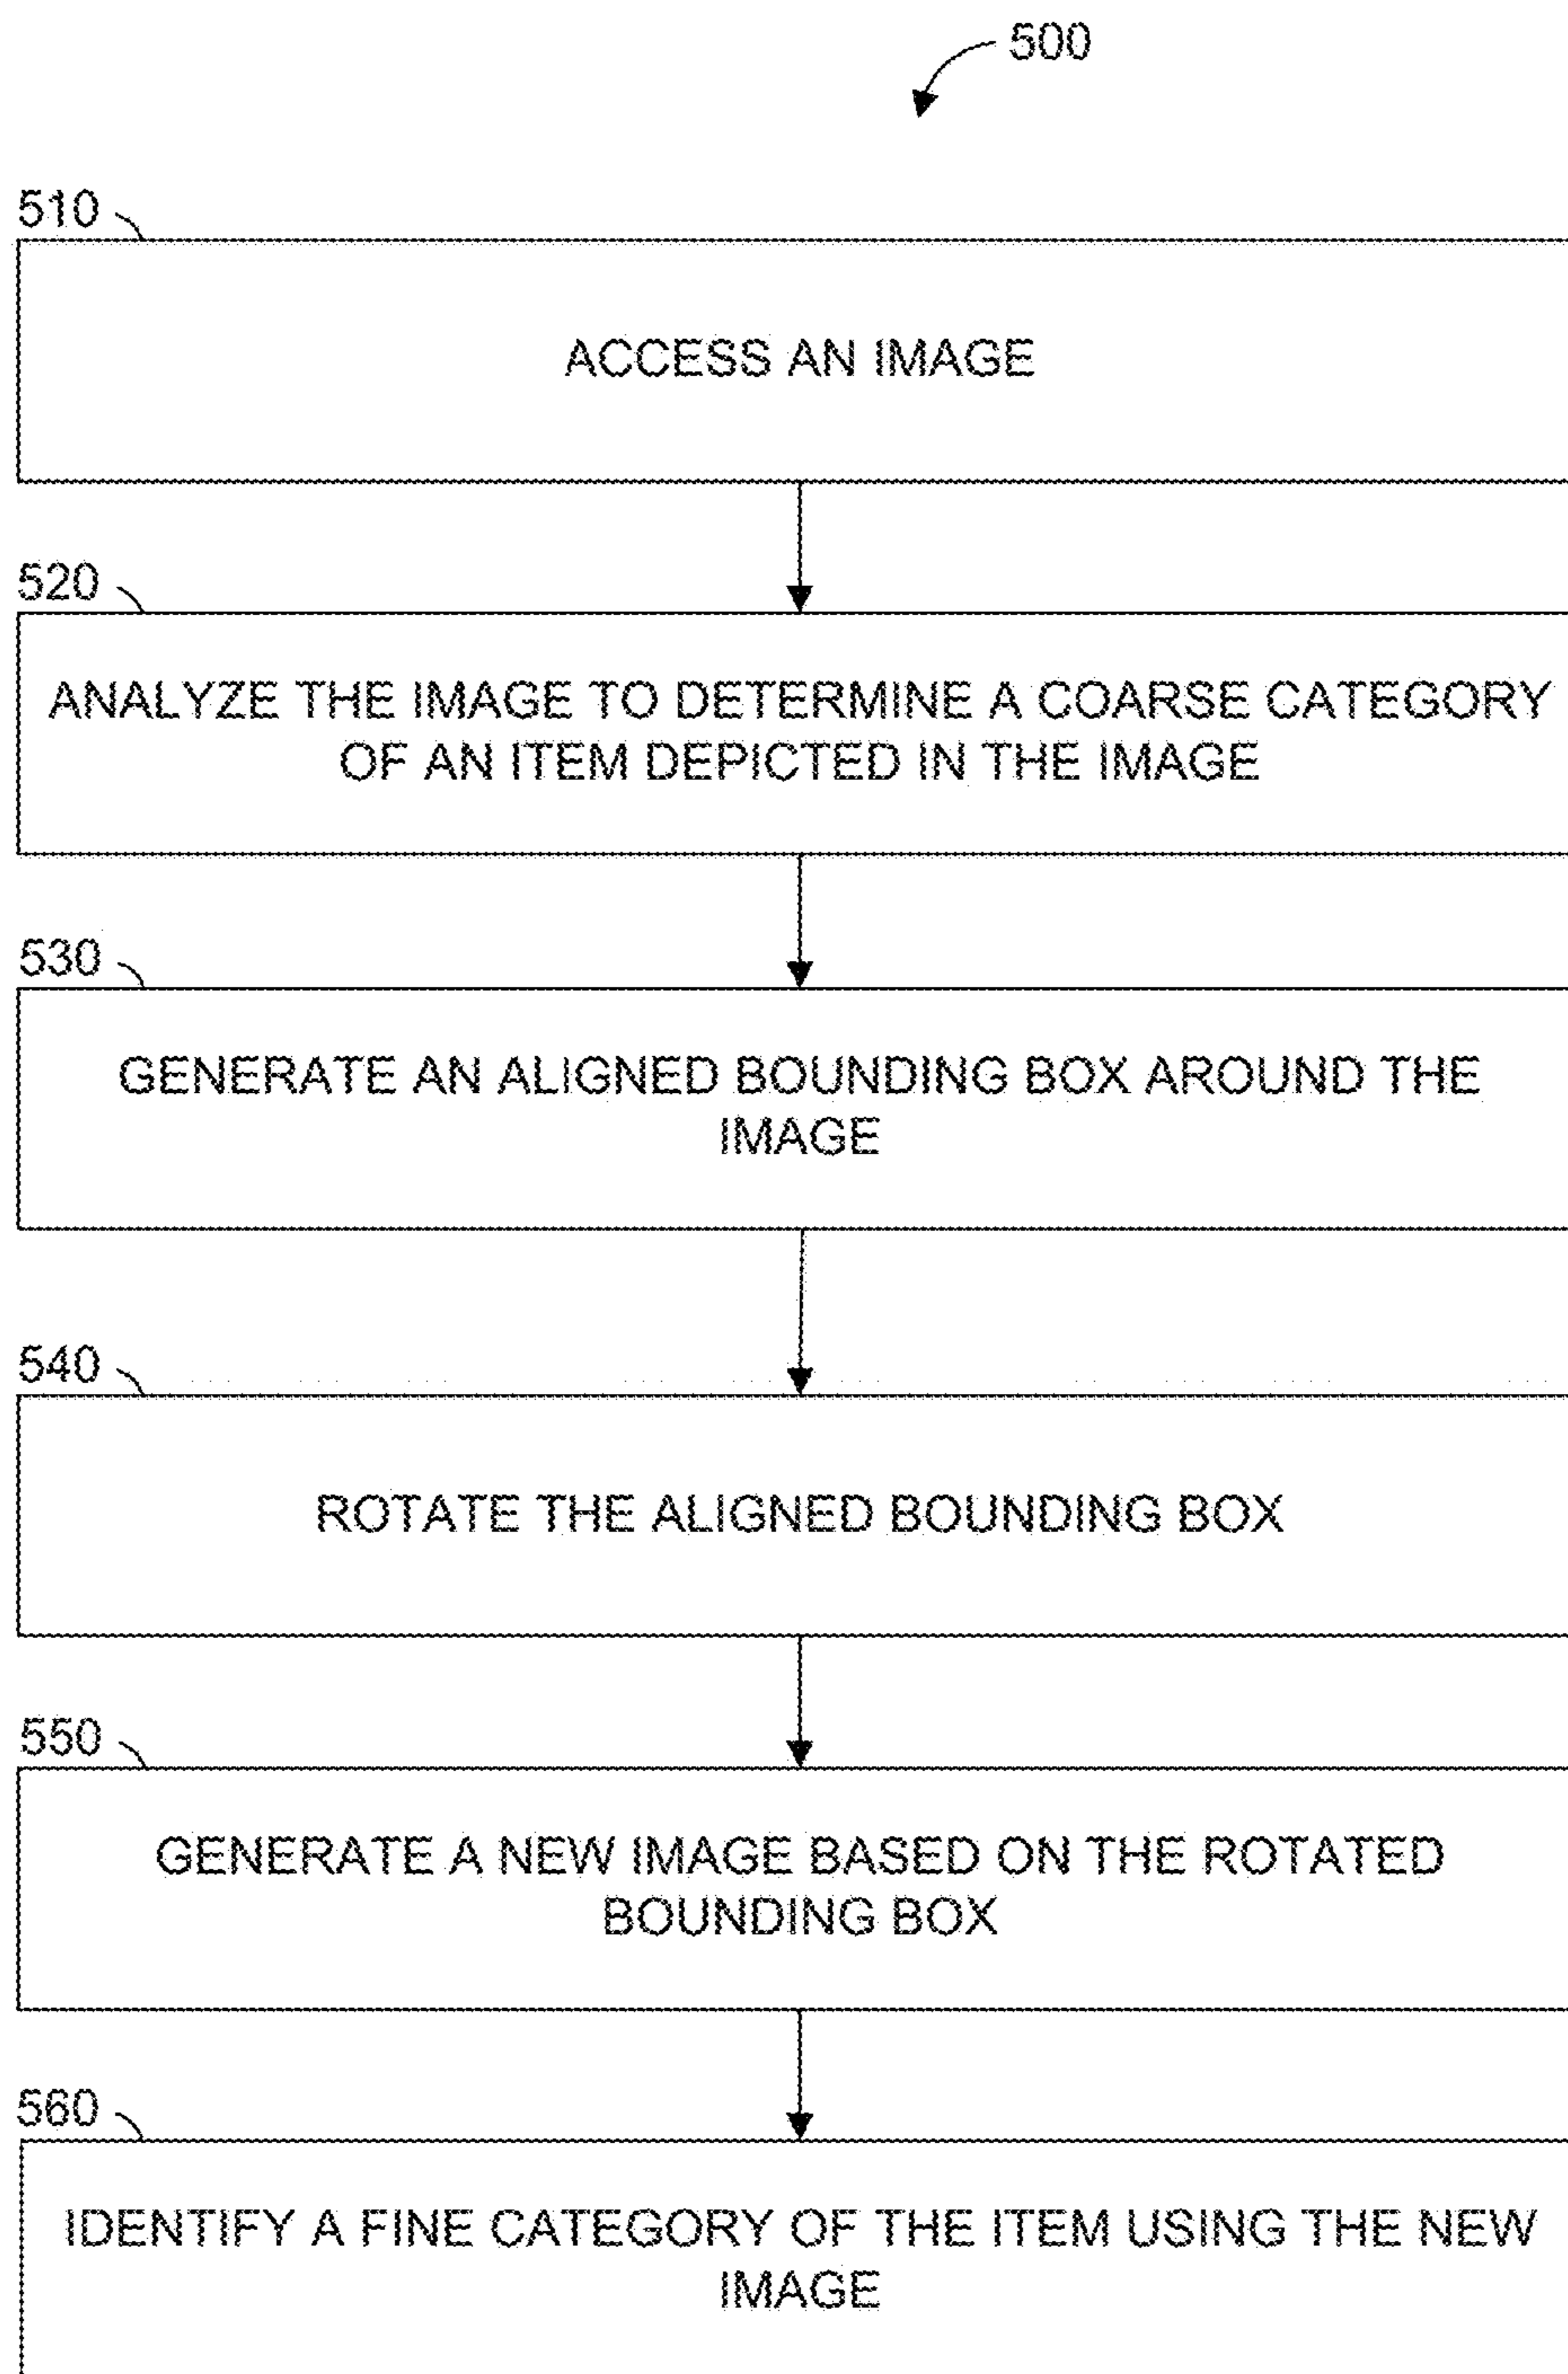 500
510
ACCESS AN IMAGE
520
ANALYZE THE IMAGE TO DETERMINE A COARSE CATEGORY
OF AN ITEM DEPICTED IN THE IMAGE
530
GENERATE AN ALIGNED BOUNDING BOX AROUND THE
IMAGE
540
ROTATE THE ALIGNED BOUNDING BOX
550
GENERATE A NEW IMAGE BASED ON THE ROTATED
BOUNDING BOX
560
IDENTIFY A FINE CATEGORY OF THE ITEM USING THE NEW
IMAGE